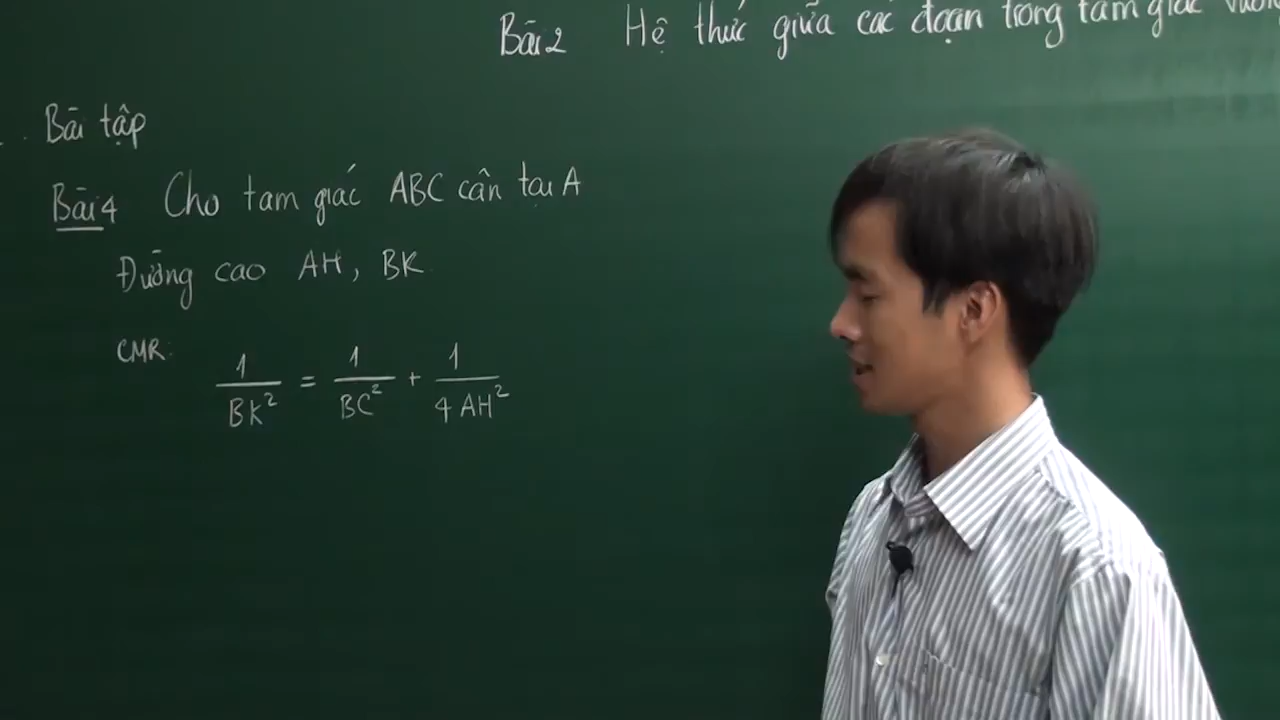 Bài 2 Hệ thức giữa các đoạn trong tam giác
Bài tập
Bài 4 Cho tam giác ABC cân tại A
Đường cao AH, BK
CMR: 1/BK² = 1/BC² + 1/4AH²